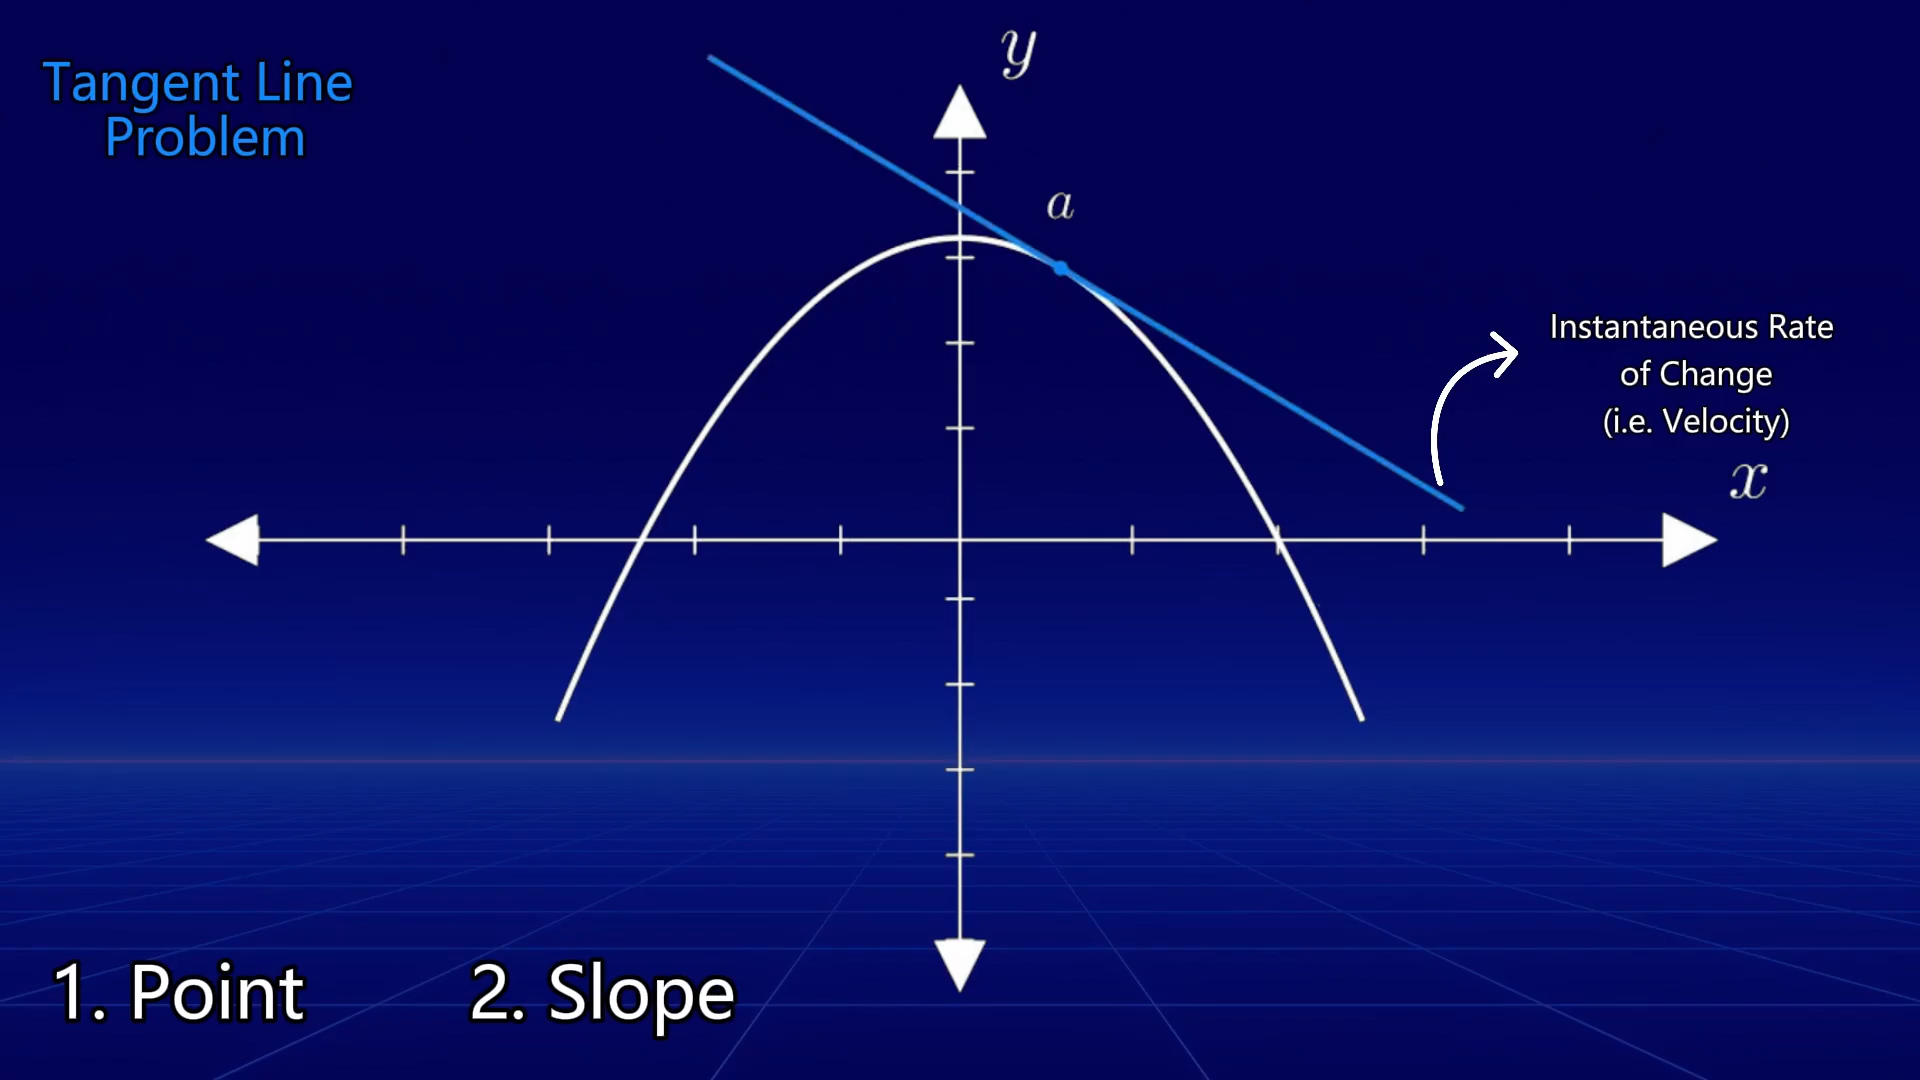 Tangent Line
Problem
y
a
Instantaneous Rate
of Change
(i.e. Velocity)
x
1. Point
2. Slope